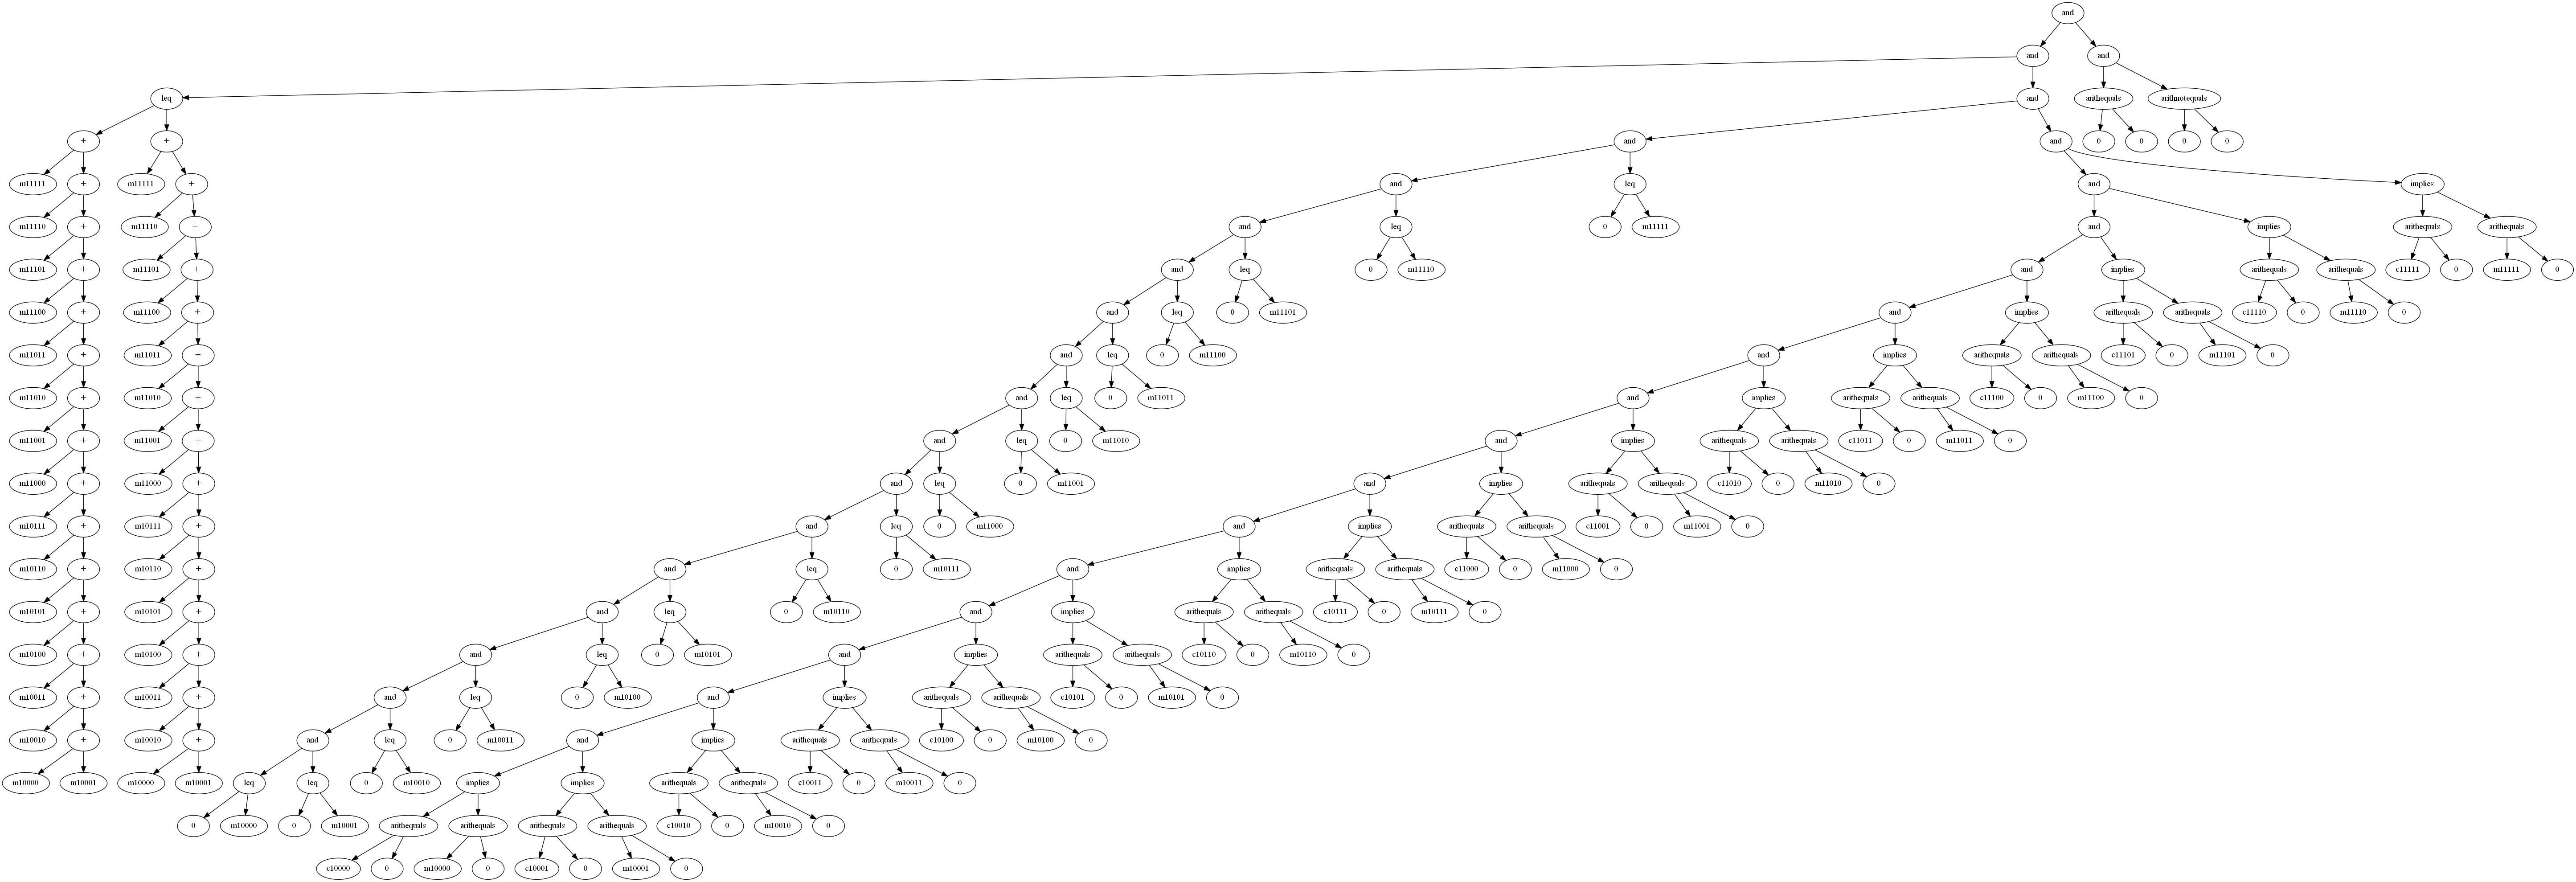 and
and and
leq and arithequals arithnotequals
+ + and and 0 0 0 0
m11111 + m11111 + and leq and implies
m11110 + m11110 + and leq 0 m11111 and implies arithequals arithequals
m11101 + m11101 + and leq 0 m11110 and implies arithequals arithequals c11111 0 m11111 0
m11100 + m11100 + and leq 0 m11101 and implies arithequals arithequals c11110 0 m11110 0
m11011 + m11011 + and leq 0 m11100 and implies arithequals arithequals c11101 0 m11101 0
m11010 + m11010 + and leq 0 m11011 and implies arithequals arithequals c11100 0 m11100 0
m11001 + m11001 + and leq 0 m11010 and implies arithequals arithequals c11011 0 m11011 0
m11000 + m11000 + and leq 0 m11001 and implies arithequals arithequals c11010 0 m11010 0
m10111 + m10111 + and leq 0 m11000 and implies arithequals arithequals c11001 0 m11001 0
m10110 + m10110 + and leq 0 m10111 and implies arithequals arithequals c11000 0 m11000 0
m10101 + m10101 + and leq 0 m10110 and implies arithequals arithequals c10111 0 m10111 0
m10100 + m10100 + and leq 0 m10101 and implies arithequals arithequals c10110 0 m10110 0
m10011 + m10011 + and leq 0 m10100 and implies arithequals arithequals c10101 0 m10101 0
m10010 + m10010 + and leq 0 m10011 and implies arithequals arithequals c10100 0 m10100 0
m10000 m10001 m10000 m10001 leq leq 0 m10010 implies implies arithequals arithequals c10011 0 m10011 0
0 m10000 0 m10001 arithequals arithequals arithequals arithequals c10010 0 m10010 0
c10000 0 m10000 0 c10001 0 m10001 0